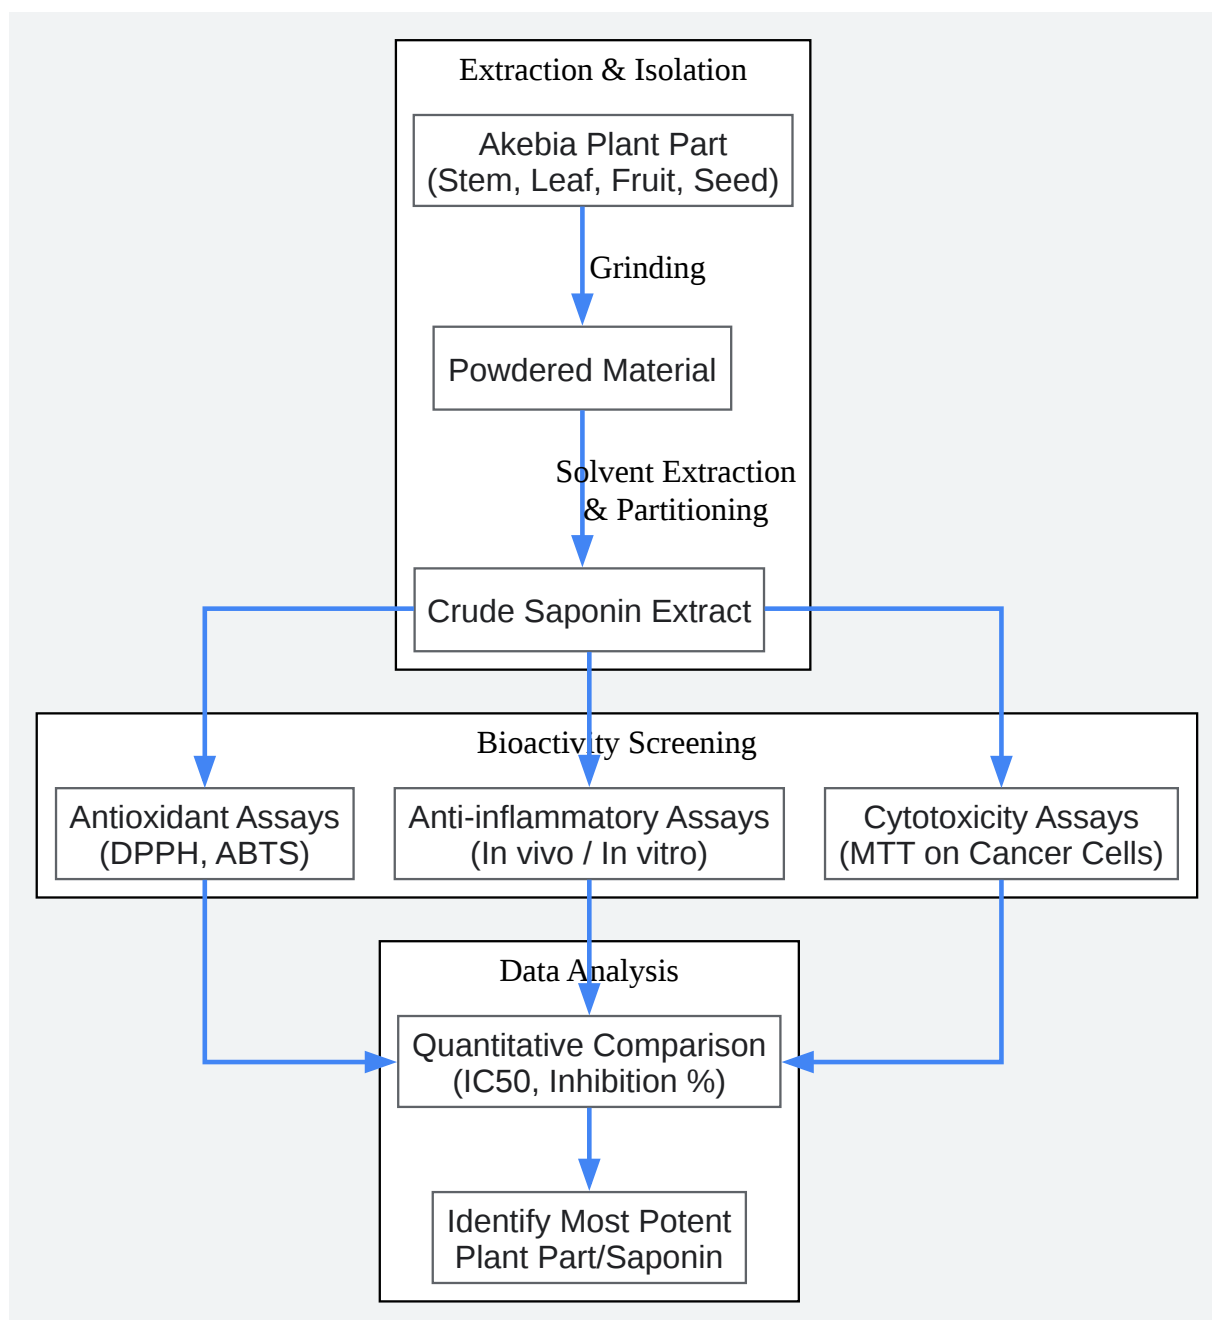 Extraction & Isolation
Akebia Plant Part
(Stem, Leaf, Fruit, Seed)
Grinding
Powdered Material
Solvent Extraction
& Partitioning
Crude Saponin Extract
Bioactivity Screening
Antioxidant Assays
(DPPH, ABTS)
Anti-inflammatory Assays
(In vivo / In vitro)
Cytotoxicity Assays
(MTT on Cancer Cells)
Data Analysis
Quantitative Comparison
(IC50, Inhibition %)
Identify Most Potent
Plant Part/Saponin